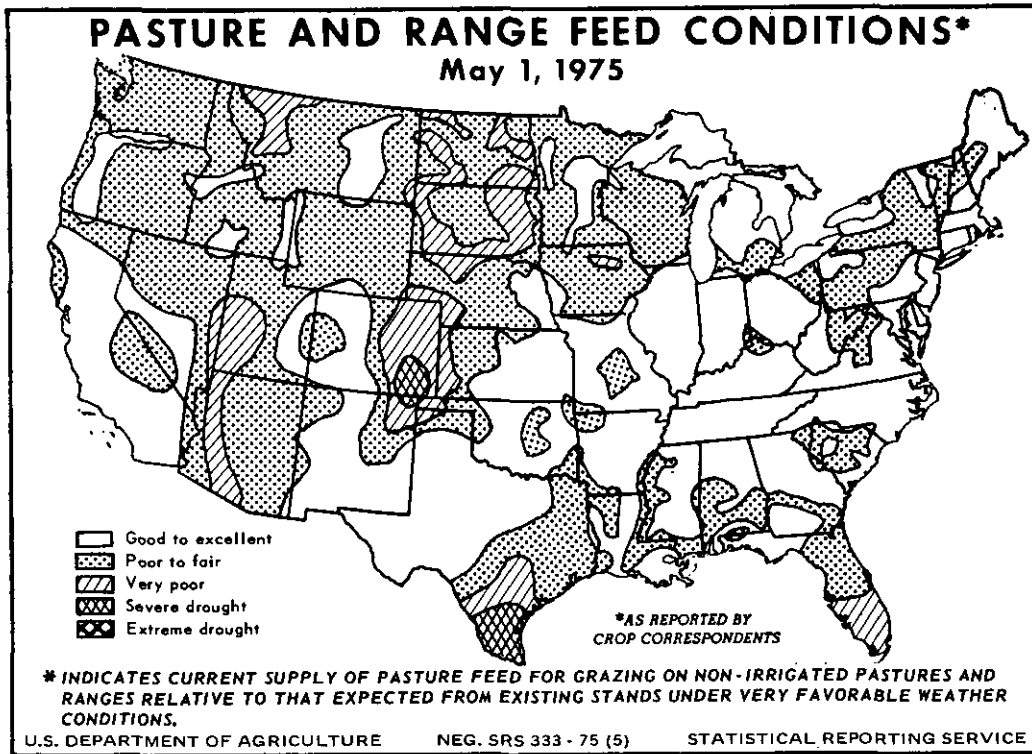 PASTURE AND RANGE FEED CONDITIONS*
May 1, 1975
Good to excellent
Poor to fair
Very poor
Severe drought
Extreme drought
*AS REPORTED BY
CROP CORRESPONDENTS
* INDICATES CURRENT SUPPLY OF PASTURE FEED FOR GRAZING ON NON-IRRIGATED PASTURES AND
RANGES RELATIVE TO THAT EXPECTED FROM EXISTING STANDS UNDER VERY FAVORABLE WEATHER
CONDITIONS.
U.S. DEPARTMENT OF AGRICULTURE NEG. SRS 333 - 75 (5) STATISTICAL REPORTING SERVICE